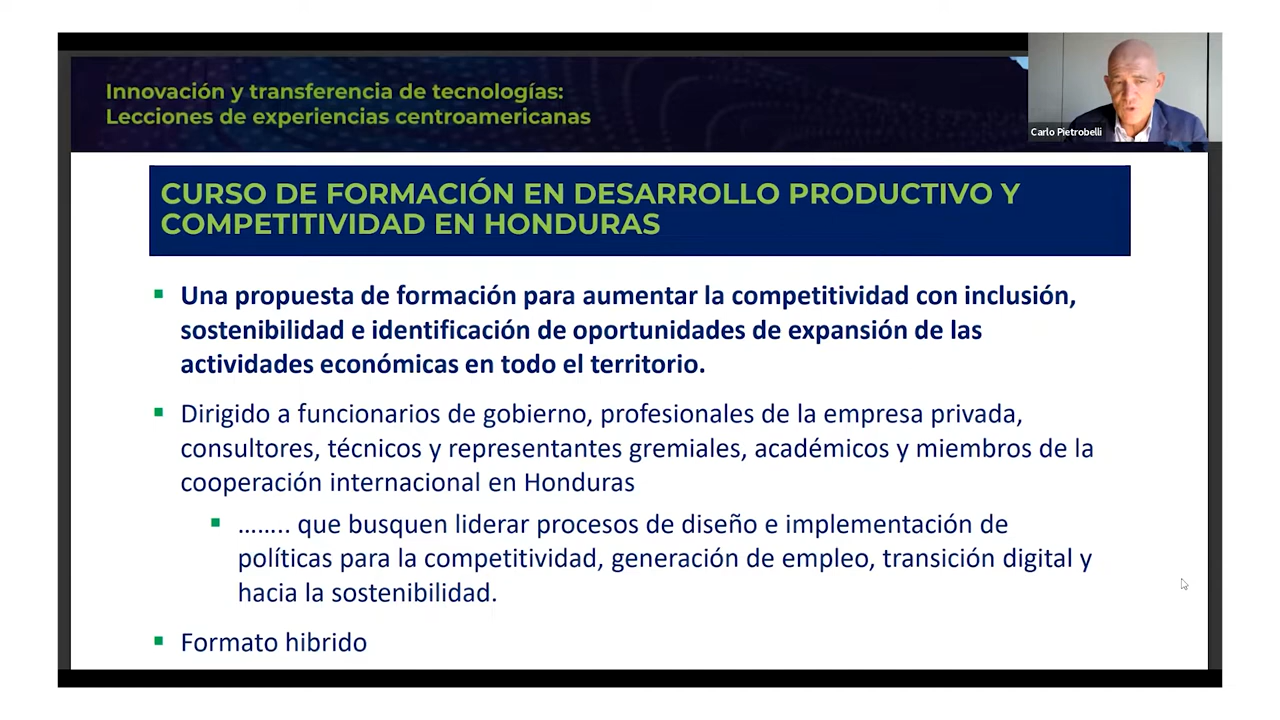 Innovación y transferencia de tecnologías:
Lecciones de experiencias centroamericanas
Carlo Pietrobelli
CURSO DE FORMACIÓN EN DESARROLLO PRODUCTIVO Y
COMPETITIVIDAD EN HONDURAS
▪ Una propuesta de formación para aumentar la competitividad con inclusión,
sostenibilidad e identificación de oportunidades de expansión de las
actividades económicas en todo el territorio.
▪ Dirigido a funcionarios de gobierno, profesionales de la empresa privada,
consultores, técnicos y representantes gremiales, académicos y miembros de la
cooperación internacional en Honduras
▪ …….. que busquen liderar procesos de diseño e implementación de
políticas para la competitividad, generación de empleo, transición digital y
hacia la sostenibilidad.
▪ Formato hibrido